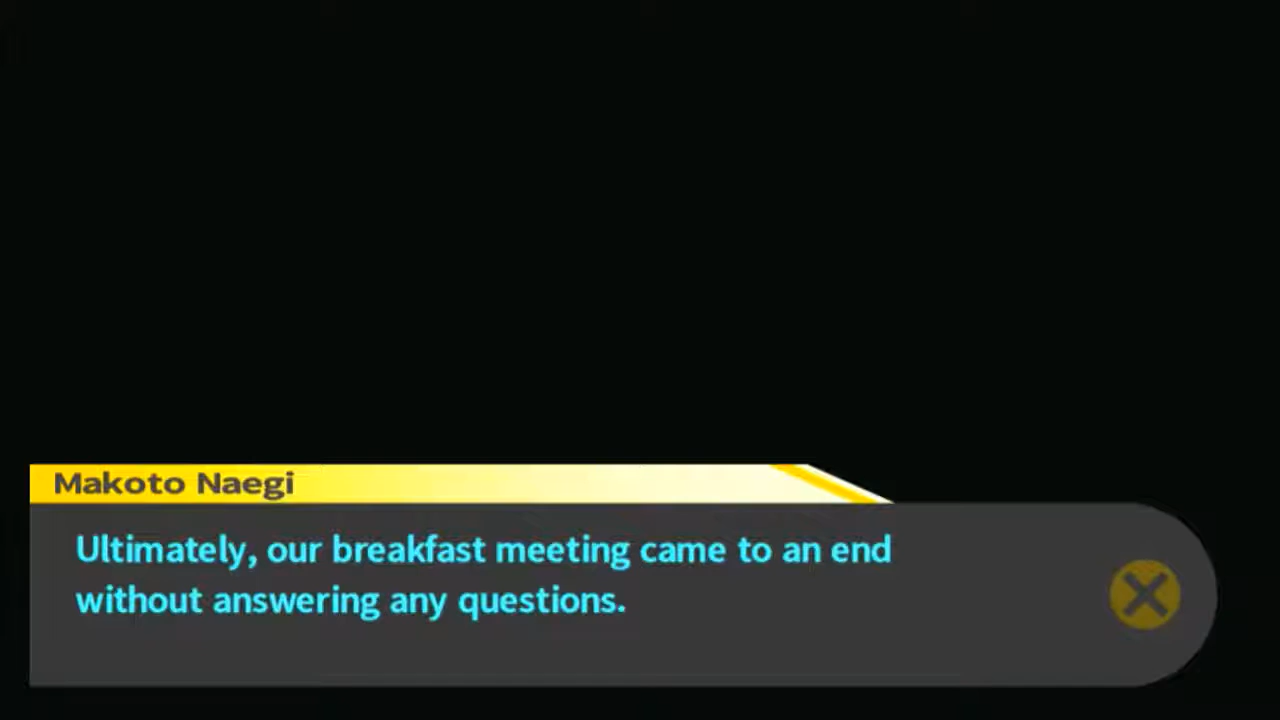 Makoto Naegi
Ultimately, our breakfast meeting came to an end
without answering any questions.